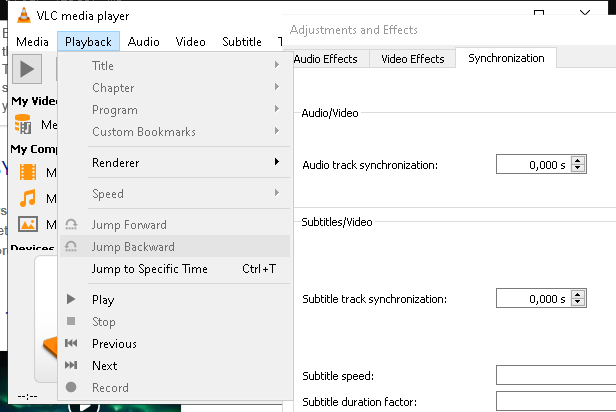 VLC media player
Adjustments and Effects
Media Playback Audio Video Subtitle T
Audio Effects Video Effects Synchronization
Title
Chapter
Program
Custom Bookmarks
Renderer
Speed
Jump Forward
Jump Backward
Jump to Specific Time Ctrl+T
Play
Stop
Previous
Next
Record
My Vide
Me
My Comp
M
M
M
Devices
--:--
Audio/Video
Audio track synchronization: 0,000 s
Subtitles/Video
Subtitle track synchronization: 0,000 s
Subtitle speed:
Subtitle duration factor: